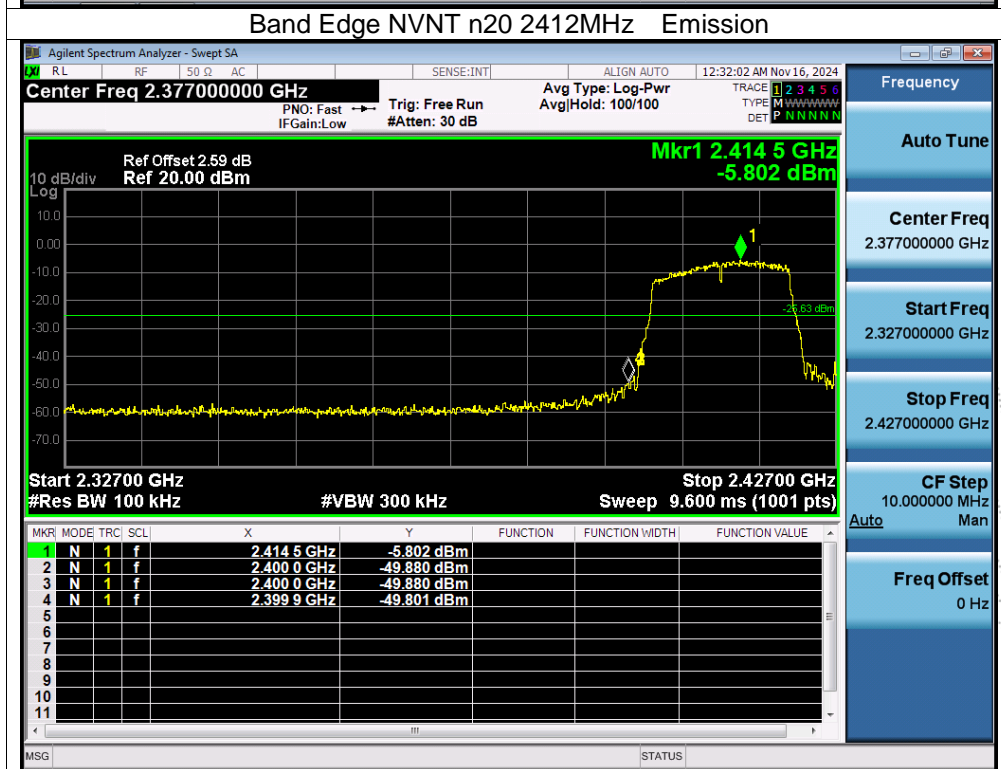 Band Edge NVNT n20 2412MHz Emission
Agilent Spectrum Analyzer - Swept SA
LXI RL RF 50 Ω AC SENSE:INT ALIGN AUTO 12:32:02 AM Nov 16, 2024
Center Freq 2.377000000 GHz
PNO: Fast
IFGain:Low
Trig: Free Run
#Atten: 30 dB
Avg Type: Log-Pwr
Avg|Hold: 100/100
TRACE 1 2 3 4 5 6
TYPE M WWWWW
DET P N N N N N
Frequency
Auto Tune
Center Freq
2.377000000 GHz
Start Freq
2.327000000 GHz
Stop Freq
2.427000000 GHz
CF Step
10.000000 MHz
Auto Man
Freq Offset
0 Hz
Mkr1 2.414 5 GHz
-5.802 dBm
Ref Offset 2.59 dB
10 dB/div Ref 20.00 dBm
Log
10.0
0.00
-10.0
-20.0
-30.0
-40.0
-50.0
-60.0
-70.0
1
-25.63 dBm
Start 2.32700 GHz Stop 2.42700 GHz
#Res BW 100 kHz #VBW 300 kHz Sweep 9.600 ms (1001 pts)
MKR MODE TRC SCL X Y FUNCTION FUNCTION WIDTH FUNCTION VALUE
1 N 1 f 2.414 5 GHz -5.802 dBm
2 N 1 f 2.400 0 GHz -49.880 dBm
3 N 1 f 2.400 0 GHz -49.880 dBm
4 N 1 f 2.399 9 GHz -49.801 dBm
5
6
7
8
9
10
11
MSG STATUS